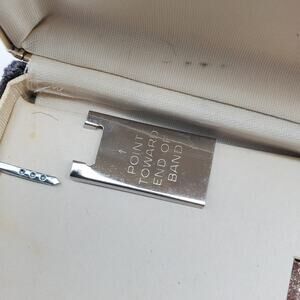 ↑
POINT
TOWARD
END OF
BAND